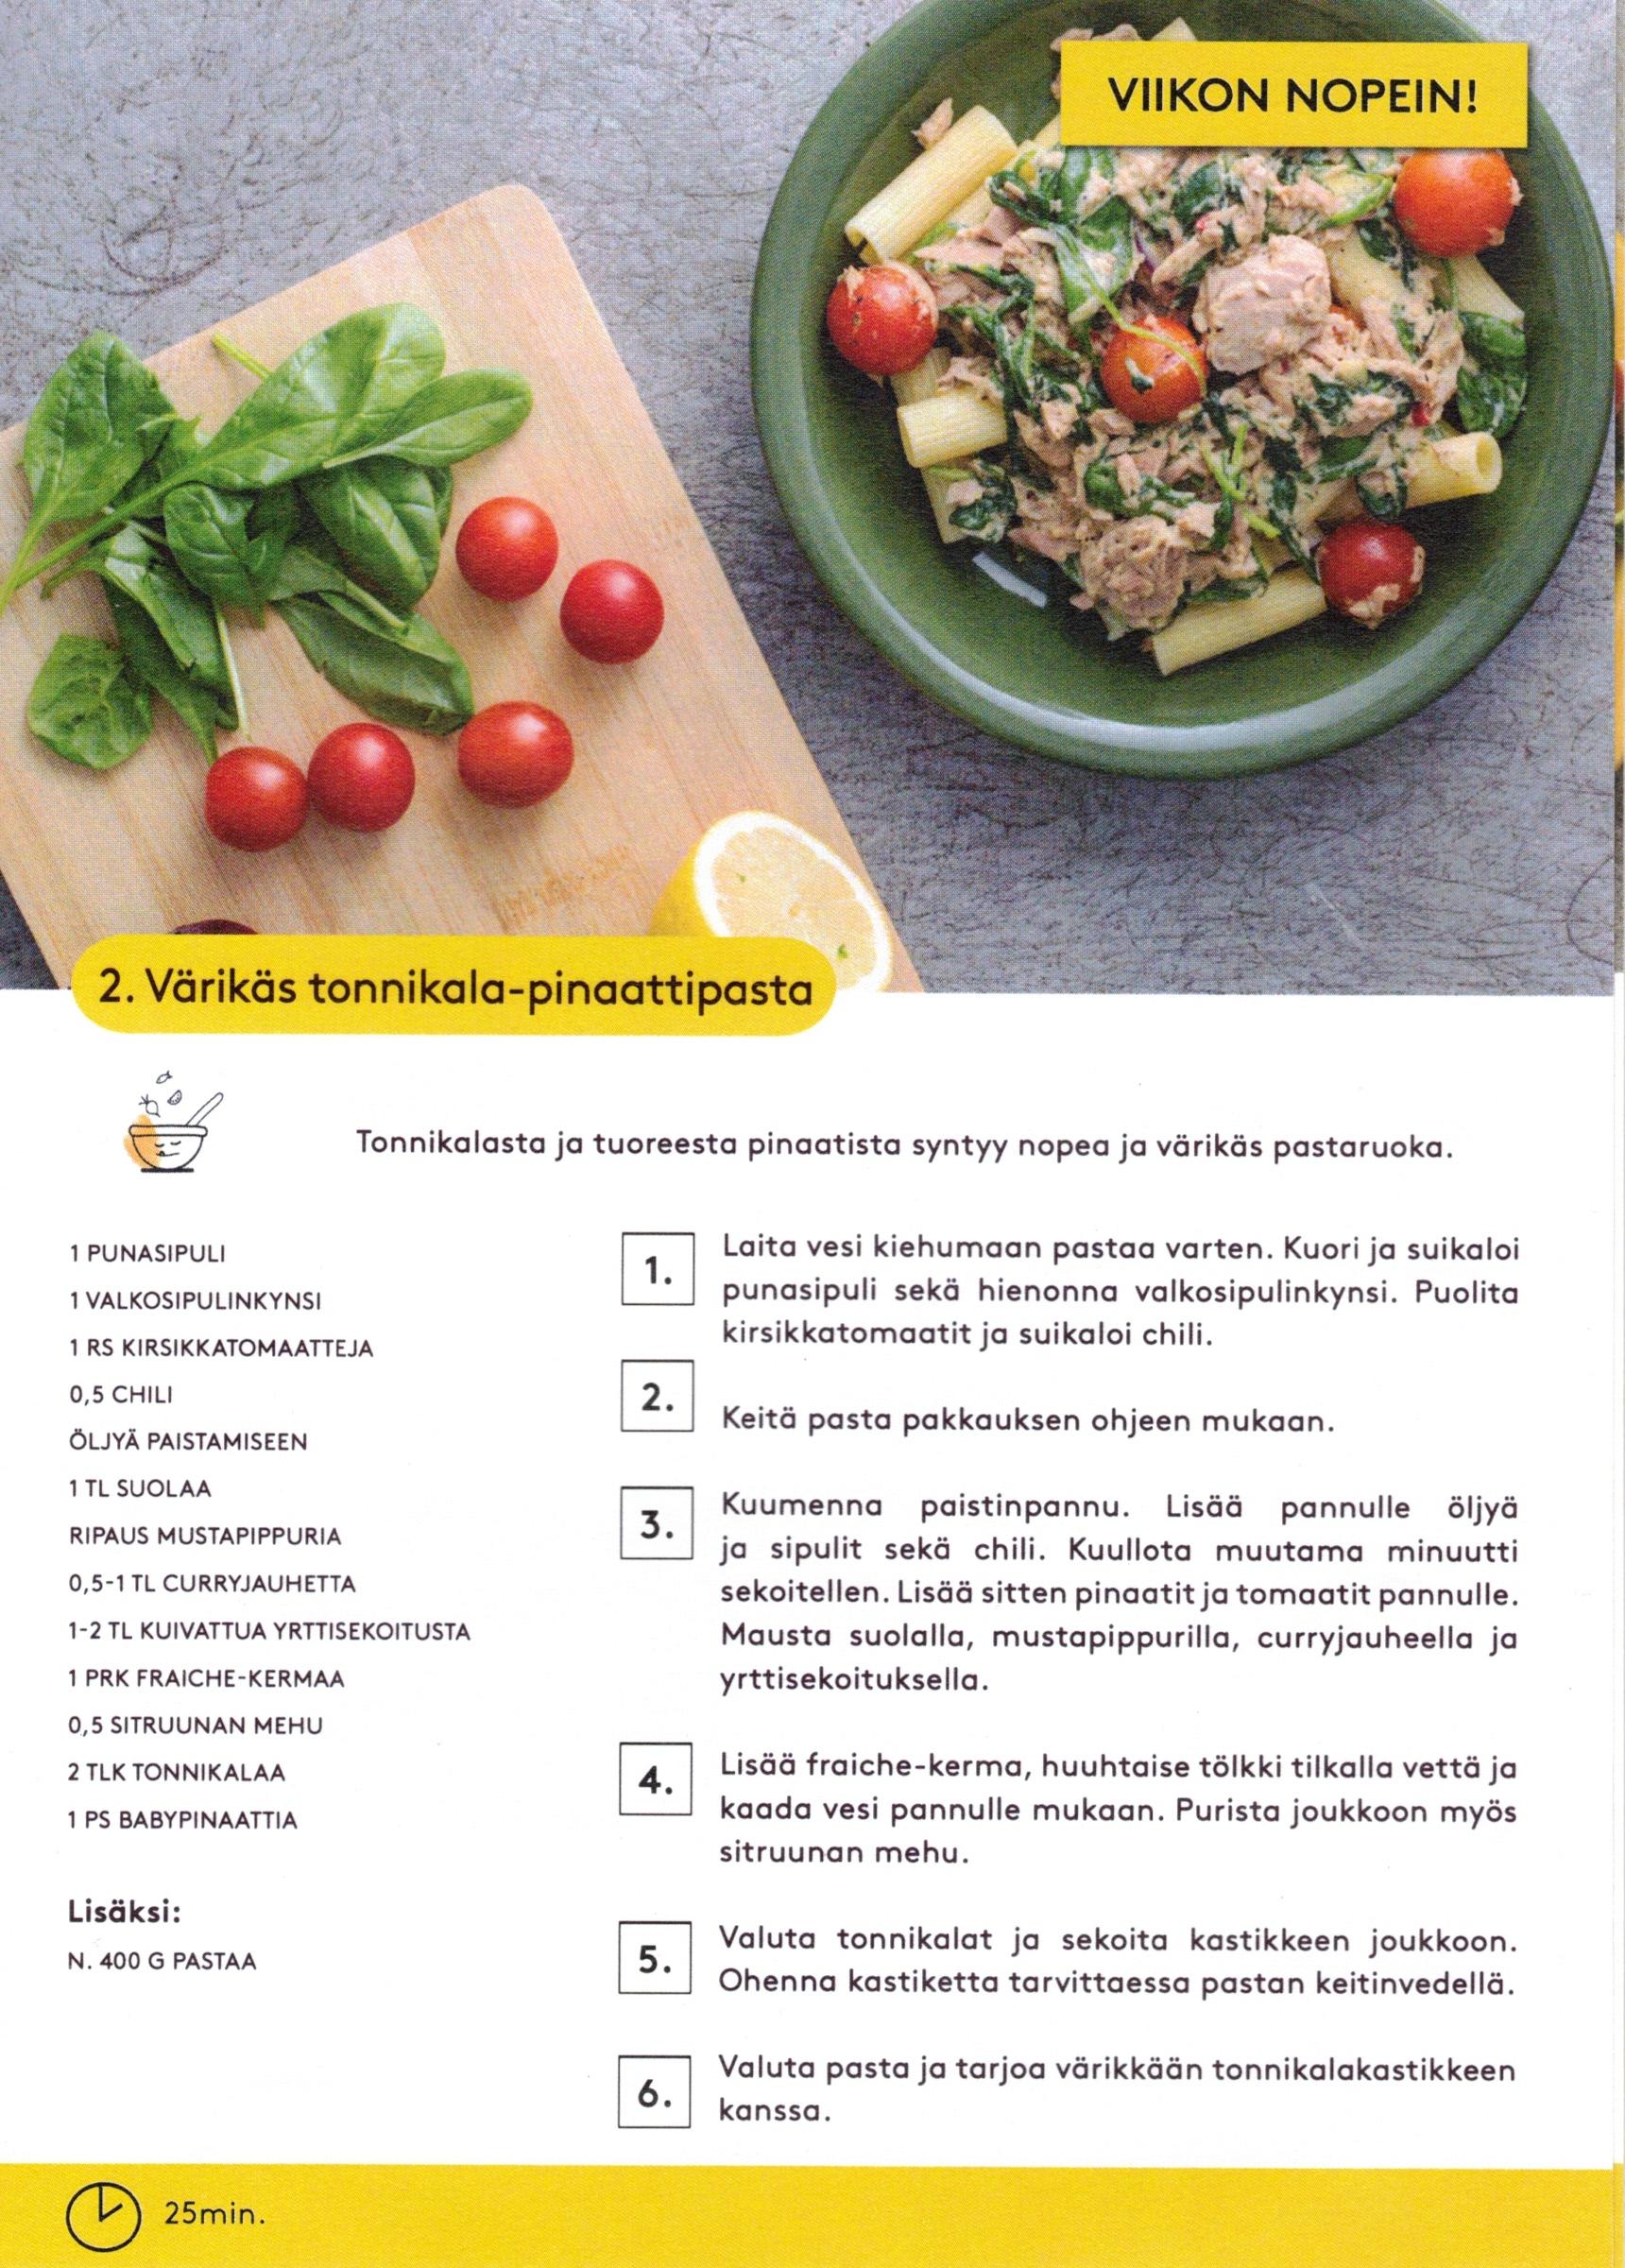 VIIKON NOPEIN!
2. Värikäs tonnikala-pinaattipasta
Tonnikalasta ja tuoreesta pinaatista syntyy nopea ja värikäs pastaruoka.
1 PUNASIPULI
1 VALKOSIPULINKYNSI
1 RS KIRSIKKATOMAATTEJA
0,5 CHILI
ÖLJYÄ PAISTAMISEEN
1 TL SUOLAA
RIPAUS MUSTAPIPPURIA
0,5-1 TL CURRYJAUHETTA
1-2 TL KUIVATTUA YRTTISEKOITUSTA
1 PRK FRAICHE-KERMAA
0,5 SITRUUNAN MEHU
2 TLK TONNIKALAA
1 PS BABYPINAATTIA
Lisäksi:
N. 400 G PASTAA
1.
Laita vesi kiehumaan pastaa varten. Kuori ja suikaloi
punasipuli sekä hienonna valkosipulinkynsi. Puolita
kirsikkatomaatit ja suikaloi chili.
2.
Keitä pasta pakkauksen ohjeen mukaan.
3.
Kuumenna paistinpannu. Lisää pannulle öljyä
ja sipulit sekä chili. Kuullota muutama minuutti
sekoitellen. Lisää sitten pinaatit ja tomaatit pannulle.
Mausta suolalla, mustapippurilla, curryjauheella ja
yrttisekoituksella.
4.
Lisää fraiche-kerma, huuhtaise tölkki tilkalla vettä ja
kaada vesi pannulle mukaan. Purista joukkoon myös
sitruunan mehu.
5.
Valuta tonnikalat ja sekoita kastikkeen joukkoon.
Ohenna kastiketta tarvittaessa pastan keitinvedellä.
6.
Valuta pasta ja tarjoa värikkään tonnikalakastikkeen
kanssa.
25min.